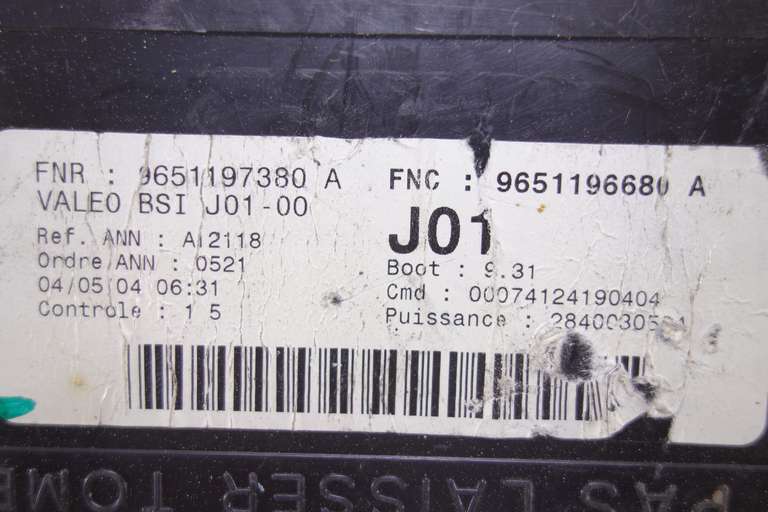 FNR : 9651197380 A
FNC : 9651196680 A
VALEO BSI J01-00
J01
Ref. ANN : A12118
Ordre ANN : 0521
Boot : 9.31
04/05/04 06:31
Cmd : 00074124190404
Controle : 1 5
Puissance :
PAS LAISSER